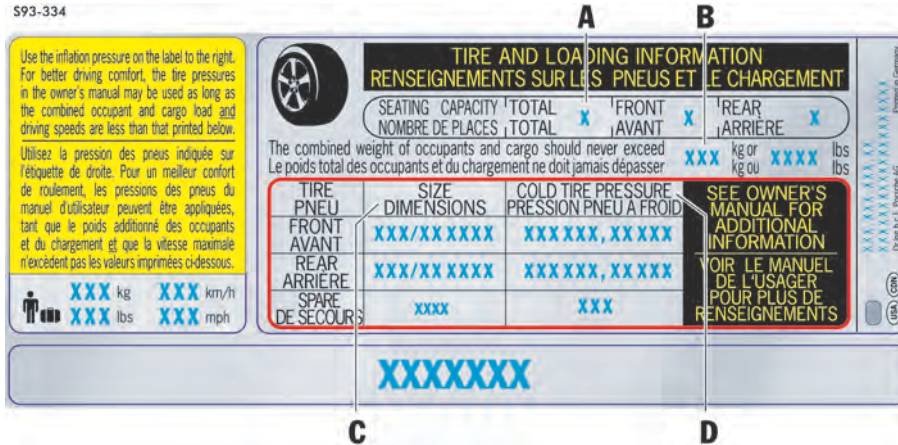 S93-334
A
B
Use the inflation pressure on the label to the right.
For better driving comfort, the tire pressures
in the owner's manual may be used as long as
the combined occupant and cargo load and
driving speeds are less than that printed below.
Utilisez la pression des pneus indiquée sur
l'étiquette de droite. Pour un meilleur confort
de roulement, les pressions des pneus du
manuel d'utilisateur peuvent être appliquées,
tant que le poids additionné des occupants
et du chargement et que la vitesse maximale
n'excèdent pas les valeurs imprimées ci-dessous.
XXX kg XXX km/h
XXX lbs XXX mph
TIRE AND LOADING INFORMATION
RENSEIGNEMENTS SUR LES PNEUS ET LE CHARGEMENT
SEATING CAPACITY TOTAL X FRONT X REAR X
NOMBRE DE PLACES TOTAL AVANT ARRIÈRE
The combined weight of occupants and cargo should never exceed XXX kg or XXXX lbs
Le poids total des occupants et du chargement ne doit jamais dépasser kg ou lbs
TIRE SIZE COLD TIRE PRESSURE
PNEU DIMENSIONS PRESSION PNEU A FROID
FRONT XXX/XX XXXX XXX XXX, XX XXX
AVANT
REAR XXX/XX XXXX XXX XXX, XX XXX
ARRIÈRE
SPARE XXXX XXX
DE SECOURS
SEE OWNER'S
MANUAL FOR
ADDITIONAL
INFORMATION
VOIR LE MANUEL
DE L'USAGER
POUR PLUS DE
RENSEIGNEMENTS
USA CDN
XXXXXXX
C
D